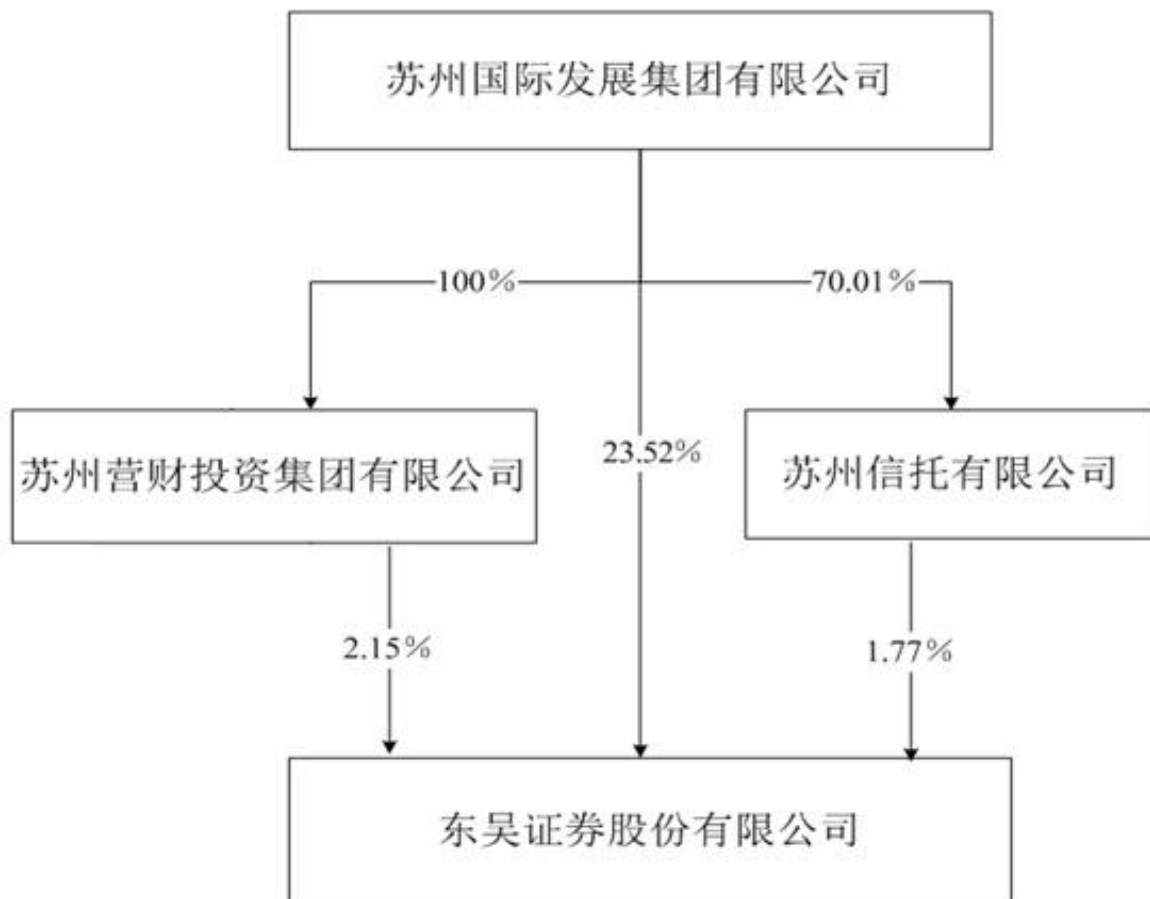 苏州国际发展集团有限公司
100%
70.01%
苏州营财投资集团有限公司
23.52%
苏州信托有限公司
2.15%
1.77%
东吴证券股份有限公司